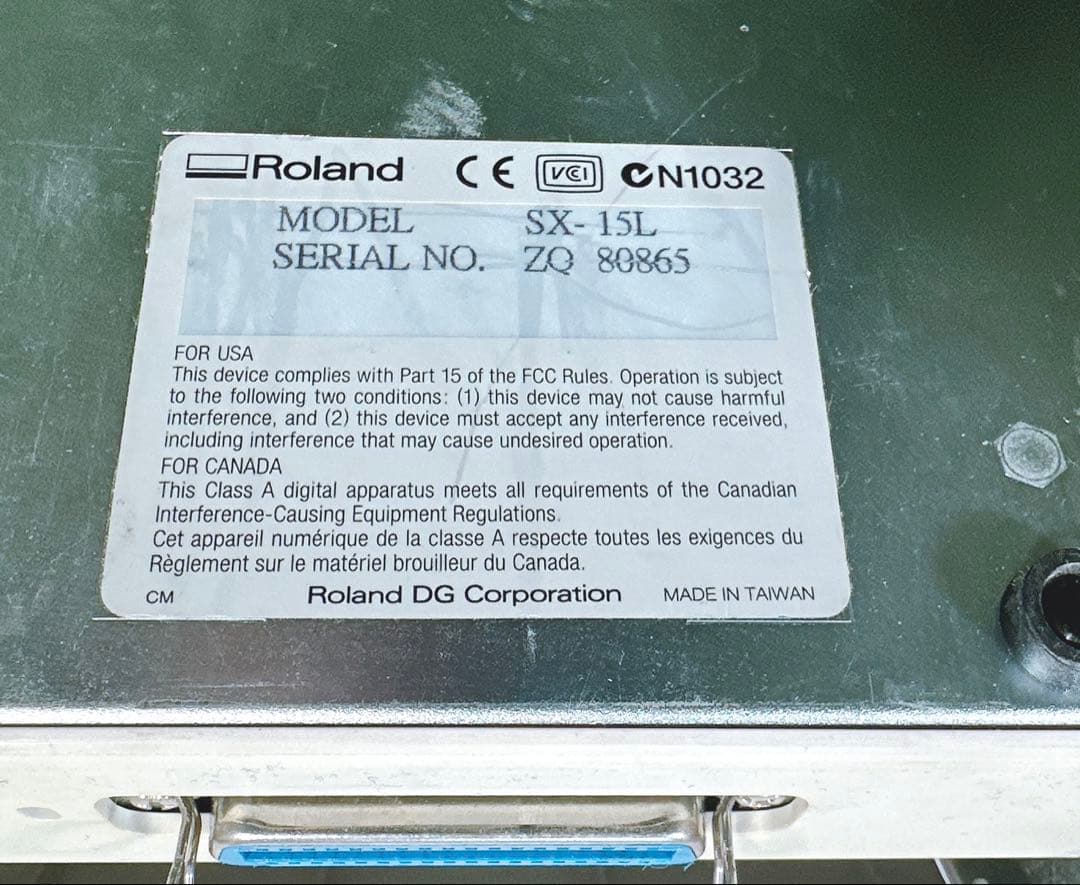 Roland CE VCI N1032
MODEL SX-15L
SERIAL NO. ZQ 80865
FOR USA
This device complies with Part 15 of the FCC Rules. Operation is subject
to the following two conditions: (1) this device may not cause harmful
interference, and (2) this device must accept any interference received,
including interference that may cause undesired operation.
FOR CANADA
This Class A digital apparatus meets all requirements of the Canadian
Interference-Causing Equipment Regulations.
Cet appareil numérique de la classe A respecte toutes les exigences du
Règlement sur le matériel brouilleur du Canada.
CM Roland DG Corporation MADE IN TAIWAN